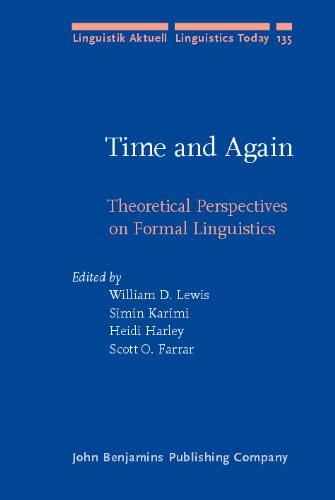 Linguistik Aktuell Linguistics Today 135
Time and Again
Theoretical Perspectives
on Formal Linguistics
Edited by
William D. Lewis
Simin Karimi
Heidi Harley
Scott O. Farrar
John Benjamins Publishing Company